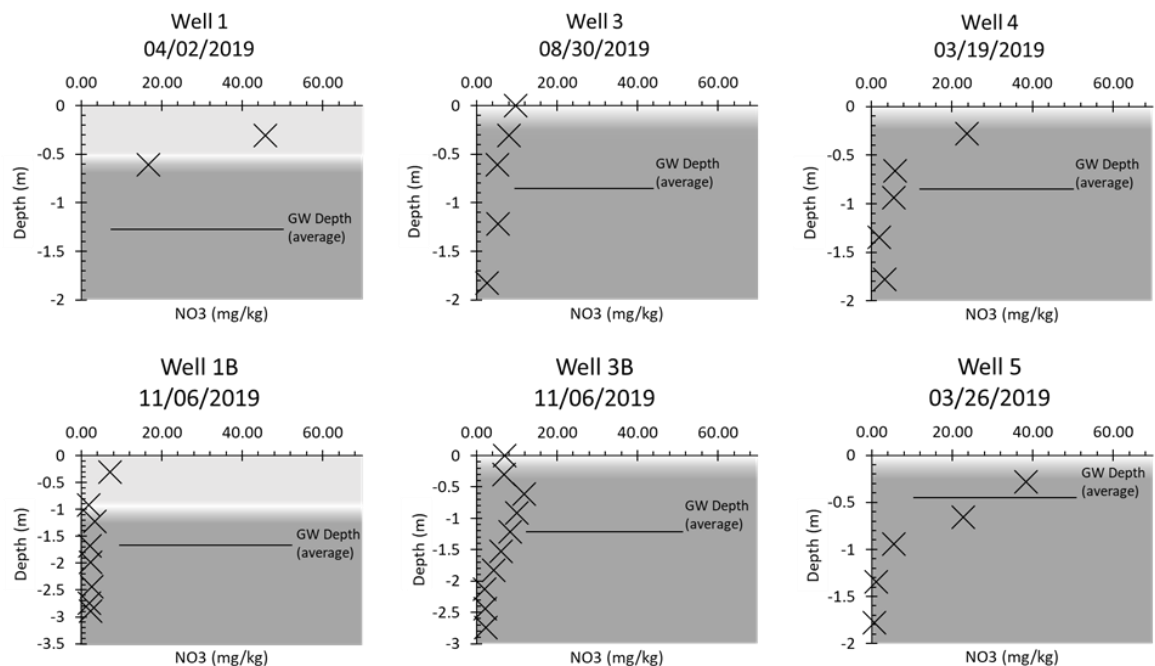 Well 1
04/02/2019
0.00 20.00 40.00 60.00
0
-0.5
-1
-1.5
-2
Depth (m)
GW Depth
(average)
NO3 (mg/kg)
Well 3
08/30/2019
0.00 20.00 40.00 60.00
0
-0.5
-1
-1.5
-2
Depth (m)
GW Depth
(average)
NO3 (mg/kg)
Well 4
03/19/2019
0.00 20.00 40.00 60.00
0
-0.5
-1
-1.5
-2
Depth (m)
GW Depth
(average)
NO3 (mg/kg)
Well 1B
11/06/2019
0.00 20.00 40.00 60.00
0
-0.5
-1
-1.5
-2
-2.5
-3
-3.5
Depth (m)
GW Depth
(average)
NO3 (mg/kg)
Well 3B
11/06/2019
0.00 20.00 40.00 60.00
0
-0.5
-1
-1.5
-2
-2.5
-3
Depth (m)
GW Depth
(average)
NO3 (mg/kg)
Well 5
03/26/2019
0.00 20.00 40.00 60.00
0
-0.5
-1
-1.5
-2
Depth (m)
GW Depth
(average)
NO3 (mg/kg)